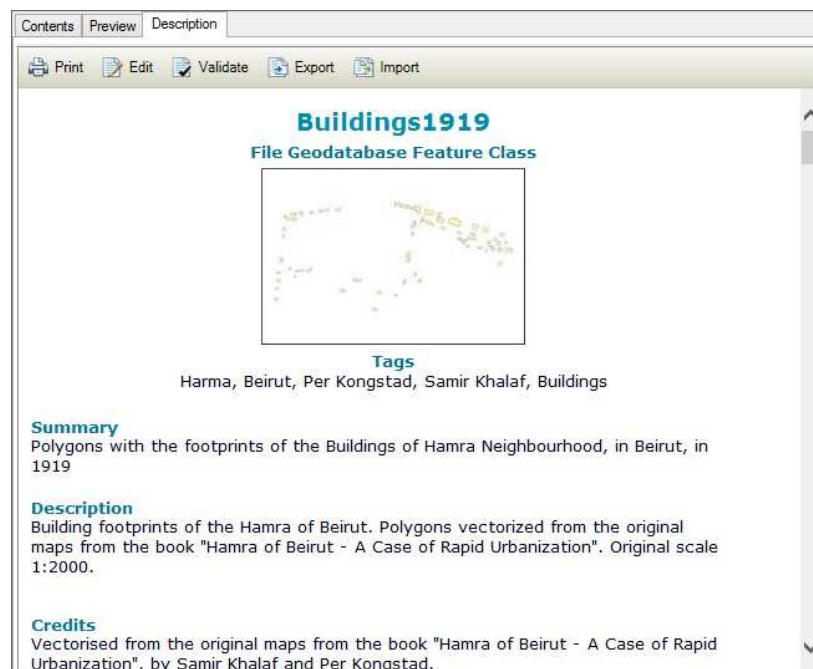 Contents Preview Description
Print Edit Validate Export Import
Buildings1919
File Geodatabase Feature Class
Tags
Harma, Beirut, Per Kongstad, Samir Khalaf, Buildings
Summary
Polygons with the footprints of the Buildings of Hamra Neighbourhood, in Beirut, in
1919
Description
Building footprints of the Hamra of Beirut. Polygons vectorized from the original
maps from the book "Hamra of Beirut - A Case of Rapid Urbanization". Original scale
1:2000.
Credits
Vectorised from the original maps from the book "Hamra of Beirut - A Case of Rapid
Urbanization", by Samir Khalaf and Per Kongstad.